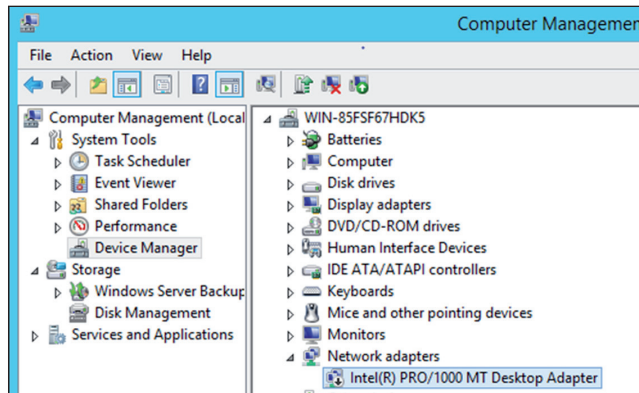 Computer Managemen
File Action View Help
Computer Management (Local
System Tools
Task Scheduler
Event Viewer
Shared Folders
Performance
Device Manager
Storage
Windows Server Backup
Disk Management
Services and Applications
WIN-85FSF67HDK5
Batteries
Computer
Disk drives
Display adapters
DVD/CD-ROM drives
Human Interface Devices
IDE ATA/ATAPI controllers
Keyboards
Mice and other pointing devices
Monitors
Network adapters
Intel(R) PRO/1000 MT Desktop Adapter